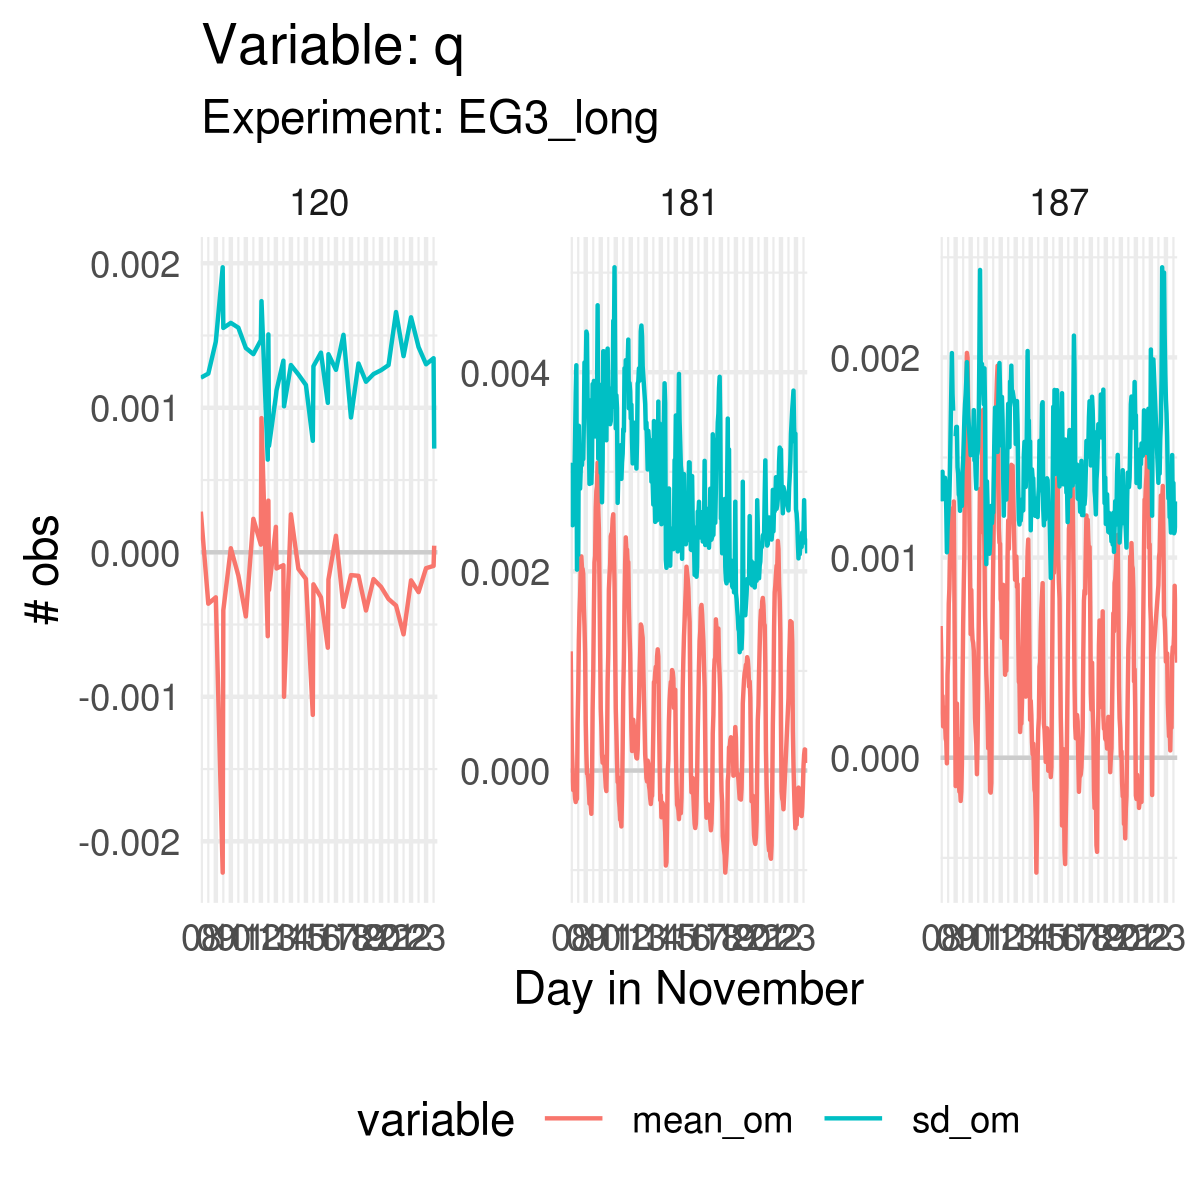 Variable: q
Experiment: EG3_long
120
181
187
0.002
0.001
0.000
-0.001
-0.002
0.004
0.002
0.000
0.002
0.001
0.000
# obs
Day in November
variable
mean_om
sd_om